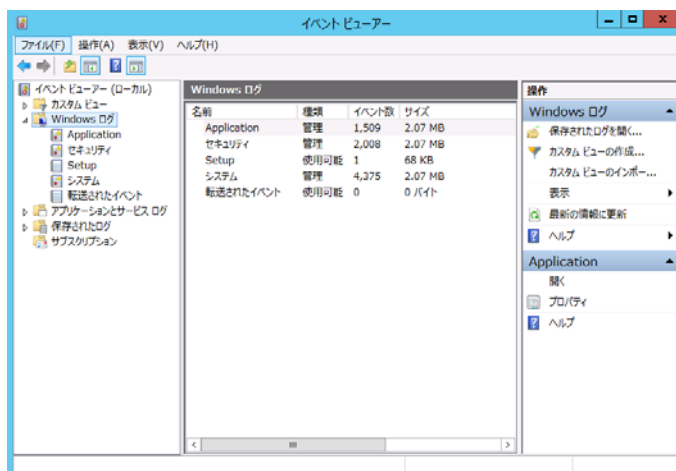 イベント ビューアー
ファイル(F) 操作(A) 表示(V) ヘルプ(H)
イベント ビューアー (ローカル)
カスタム ビュー
Windows ログ
Application
セキュリティ
Setup
システム
転送されたイベント
アプリケーションとサービス ログ
保存されたログ
サブスクリプション
Windows ログ
名前 種類 イベント数 サイズ
Application 管理 1,509 2.07 MB
セキュリティ 管理 2,008 2.07 MB
Setup 使用可能 1 68 KB
システム 管理 4,375 2.07 MB
転送されたイベント 使用可能 0 0 バイト
操作
Windows ログ
保存されたログを開く...
カスタム ビューの作成...
カスタム ビューのインポー...
表示
最新の情報に更新
ヘルプ
Application
開く
プロパティ
ヘルプ